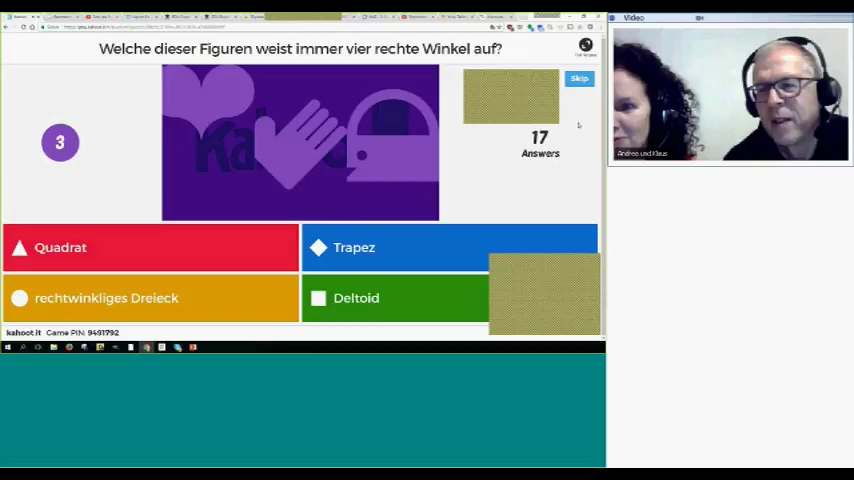 Video
Welche dieser Figuren weist immer vier rechte Winkel auf?
Skip
3
17
Answers
Andrea und Klaus
Quadrat
Trapez
rechtwinkliges Dreieck
Deltoid
kahoot.it Game PIN: 9491792